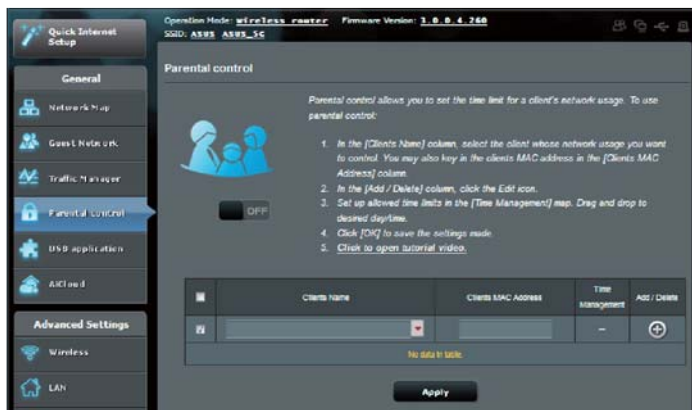 Operation Mode: Wireless router Firmware Version: 3.0.0.4.260
SSID: ASUS ASUS_5G
Quick Internet
Setup
General
Network Map
Guest Network
Traffic Manager
Parental control
USB application
AiCloud
Advanced Settings
Wireless
LAN
Parental control
Parental control allows you to set the time limit for a client's network usage. To use
parental control:
1. In the [Clients Name] column, select the client whose network usage you want
to control. You may also key in the clients MAC address in the [Clients MAC
Address] column.
2. In the [Add / Delete] column, click the Edit icon.
3. Set up allowed time limits in the [Time Management] map. Drag and drop to
desired day/time.
4. Click [OK] to save the settings made.
5. Click to open tutorial video.
OFF
Clients Name
Clients MAC Address
Time
Management
Add / Delete
–
No data in table.
Apply